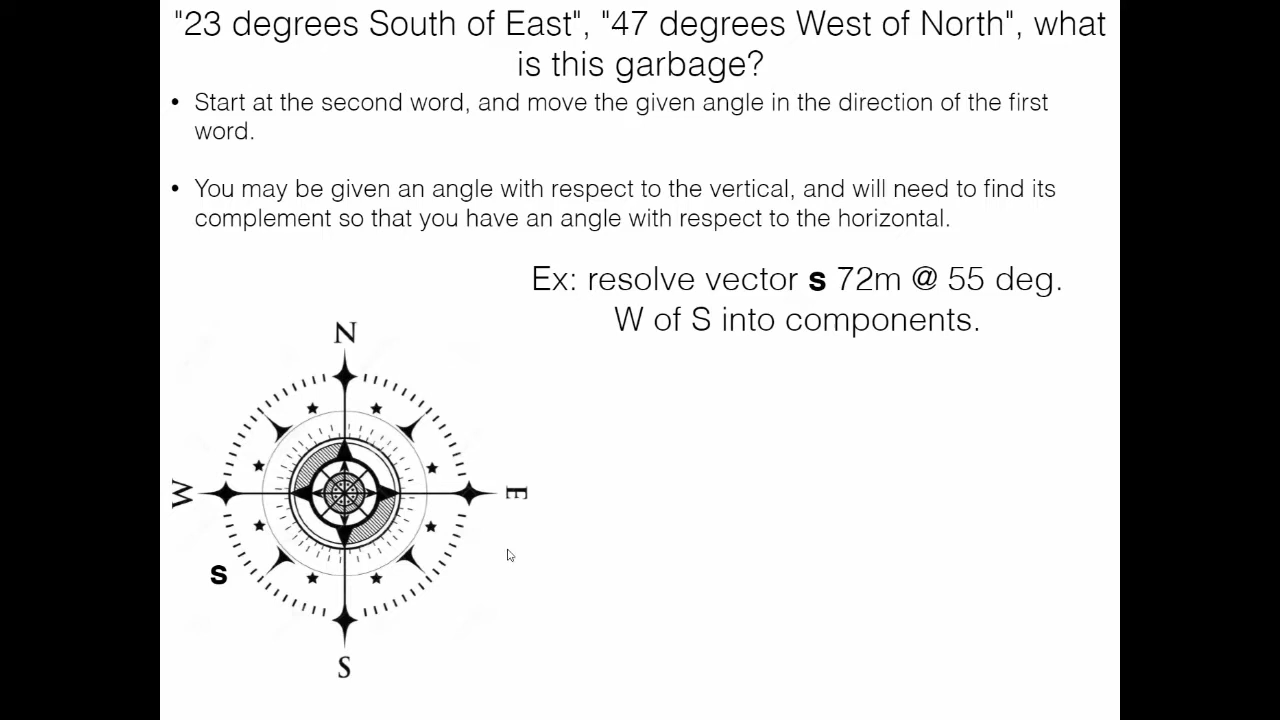 "23 degrees South of East", "47 degrees West of North", what
is this garbage?
• Start at the second word, and move the given angle in the direction of the first
word.
• You may be given an angle with respect to the vertical, and will need to find its
complement so that you have an angle with respect to the horizontal.
Ex: resolve vector s 72m @ 55 deg.
W of S into components.
N
W
E
s
S